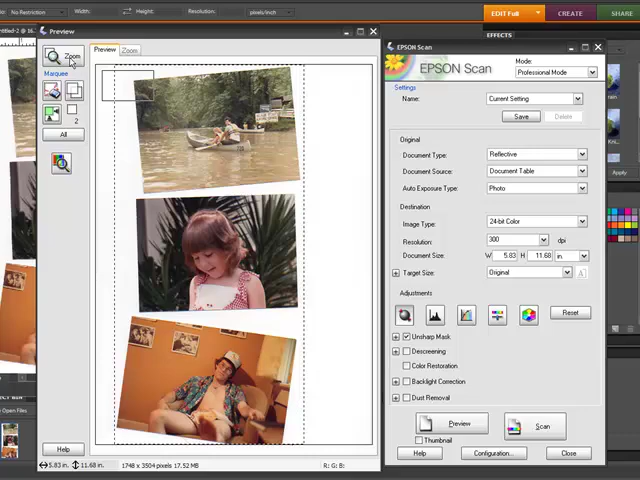 No Restriction
Width:
Height:
Resolution:
pixels/inch
EDIT Full
CREATE
SHARE
EFFECTS
Preview
Zoom
Preview
Zoom
Marquee
2
All
Help
5.83 in.
11.68 in.
1748 x 3504 pixels 17.52 MB
R: G: B:
EPSON Scan
EPSON Scan
Mode:
Professional Mode
Settings
Name:
Current Setting
Save
Delete
Original
Document Type:
Reflective
Document Source:
Document Table
Auto Exposure Type:
Photo
Destination
Image Type:
24-bit Color
Resolution:
300
dpi
Document Size:
W
5.83
H
11.68
in.
Target Size:
Original
Adjustments
Reset
Unsharp Mask
Descreening
Color Restoration
Backlight Correction
Dust Removal
Preview
Scan
Thumbnail
Help
Configuration...
Close
Apply
Open Files